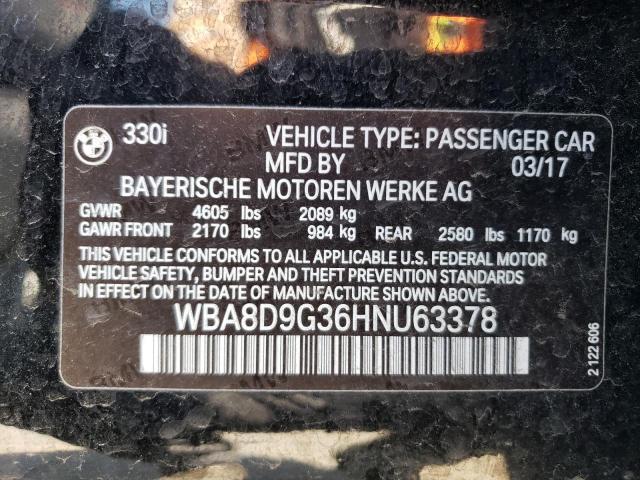 330i VEHICLE TYPE: PASSENGER CAR
MFD BY 03/17
BAYERISCHE MOTOREN WERKE AG
GVWR 4605 lbs 2089 kg
GAWR FRONT 2170 lbs 984 kg REAR 2580 lbs 1170 kg
THIS VEHICLE CONFORMS TO ALL APPLICABLE U.S. FEDERAL MOTOR
VEHICLE SAFETY, BUMPER AND THEFT PREVENTION STANDARDS
IN EFFECT ON THE DATE OF MANUFACTURE SHOWN ABOVE.
WBA8D9G36HNU63378
2 122 606